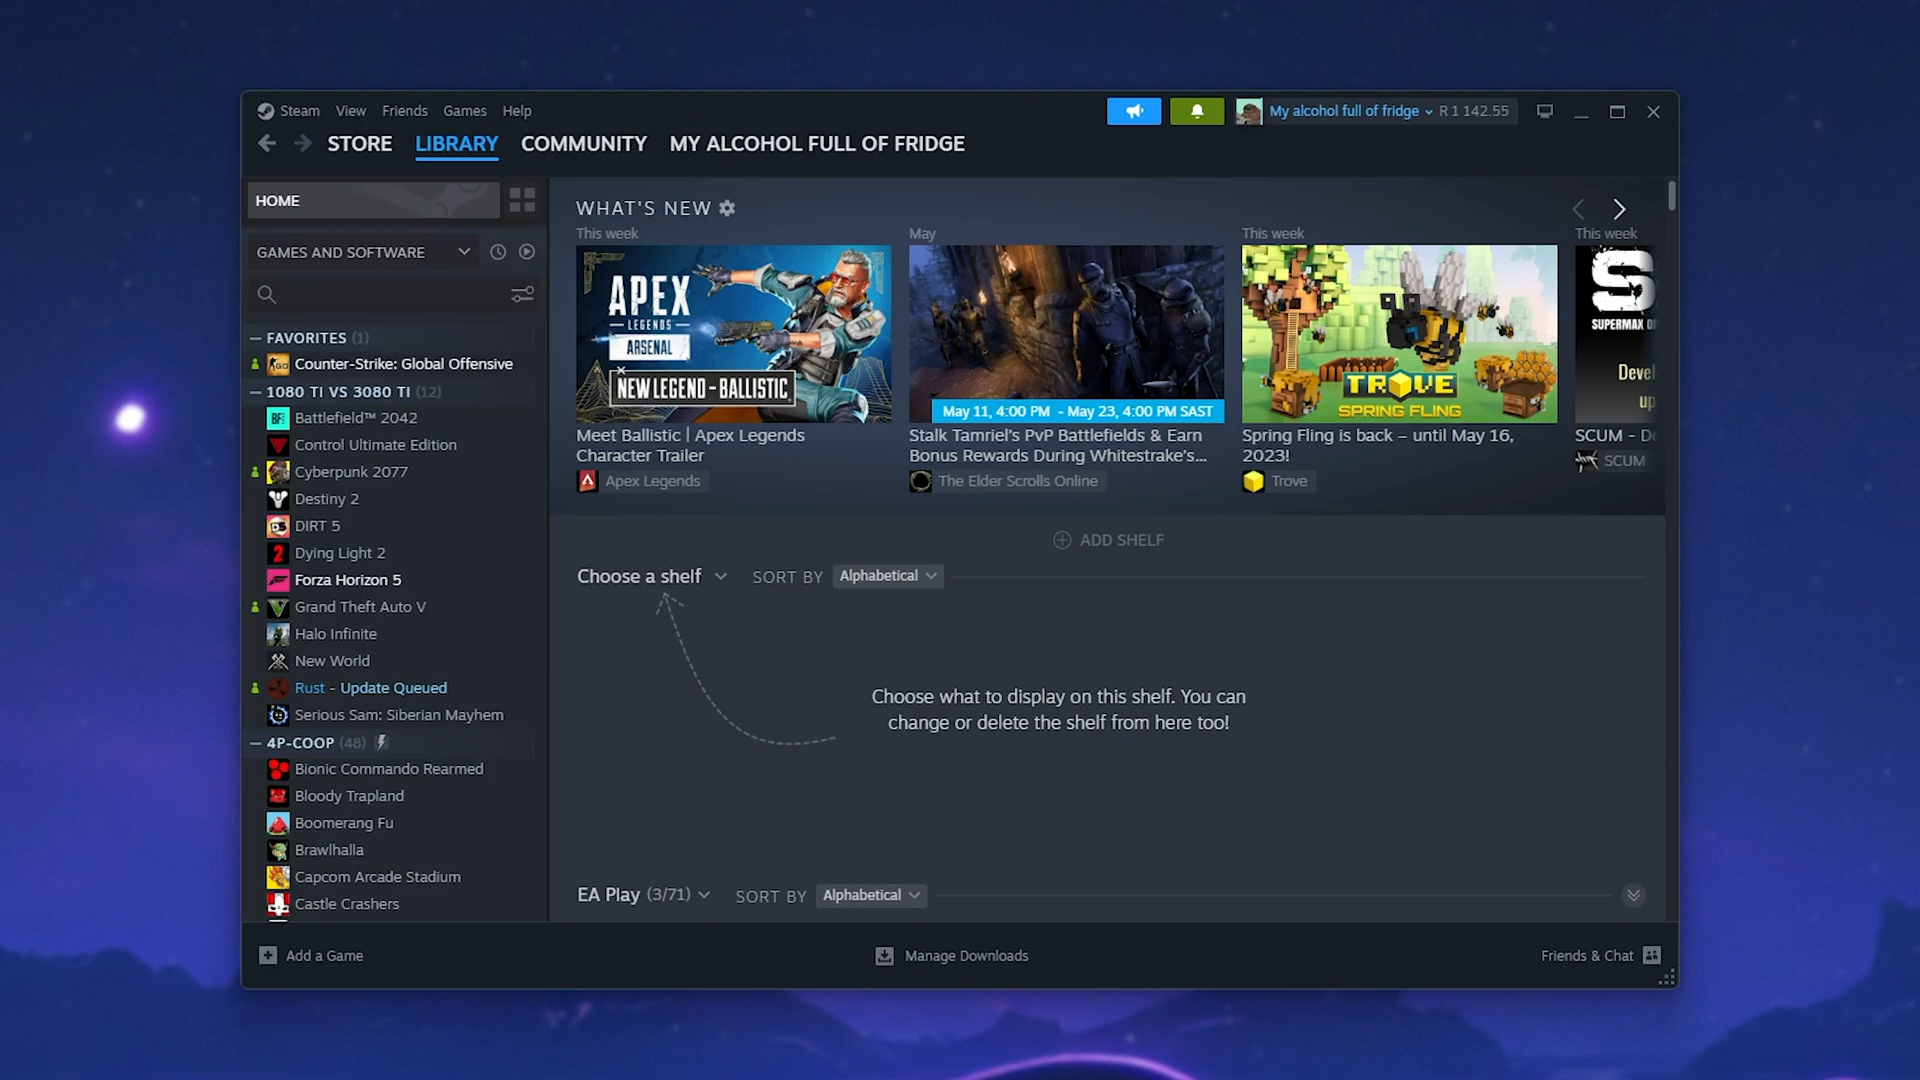 Steam View Friends Games Help
My alcohol full of fridge R 1 142.55
STORE LIBRARY COMMUNITY MY ALCOHOL FULL OF FRIDGE
HOME
GAMES AND SOFTWARE
FAVORITES (1)
Counter-Strike: Global Offensive
1080 TI VS 3080 TI (12)
Battlefield™ 2042
Control Ultimate Edition
Cyberpunk 2077
Destiny 2
DIRT 5
Dying Light 2
Forza Horizon 5
Grand Theft Auto V
Halo Infinite
New World
Rust - Update Queued
Serious Sam: Siberian Mayhem
4P-COOP (48)
Bionic Commando Rearmed
Bloody Trapland
Boomerang Fu
Brawlhalla
Capcom Arcade Stadium
Castle Crashers
WHAT'S NEW
This week
APEX
LEGENDS
ARSENAL
NEW LEGEND - BALLISTIC
Meet Ballistic | Apex Legends
Character Trailer
Apex Legends
May
May 11, 4:00 PM - May 23, 4:00 PM SAST
Stalk Tamriel's PvP Battlefields & Earn
Bonus Rewards During Whitestrake's...
The Elder Scrolls Online
This week
TROVE
SPRING FLING
Spring Fling is back – until May 16,
2023!
Trove
This week
S
SUPERMAX
Devel
up
SCUM - De
SCUM
ADD SHELF
Choose a shelf SORT BY Alphabetical
Choose what to display on this shelf. You can
change or delete the shelf from here too!
EA Play (3/71) SORT BY Alphabetical
Add a Game
Manage Downloads
Friends & Chat